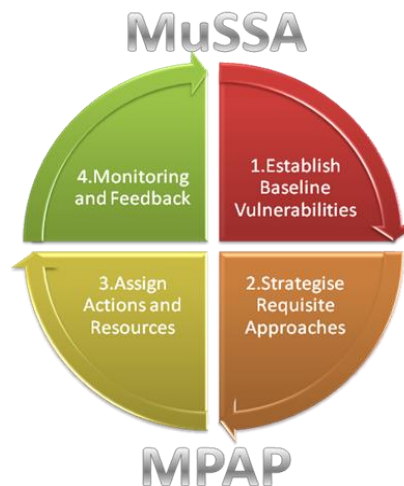 MuSSA
1.Establish
Baseline
Vulnerabilities
2.Strategise
Requisite
Approaches
3.Assign
Actions and
Resources
4.Monitoring
and Feedback
MPAP